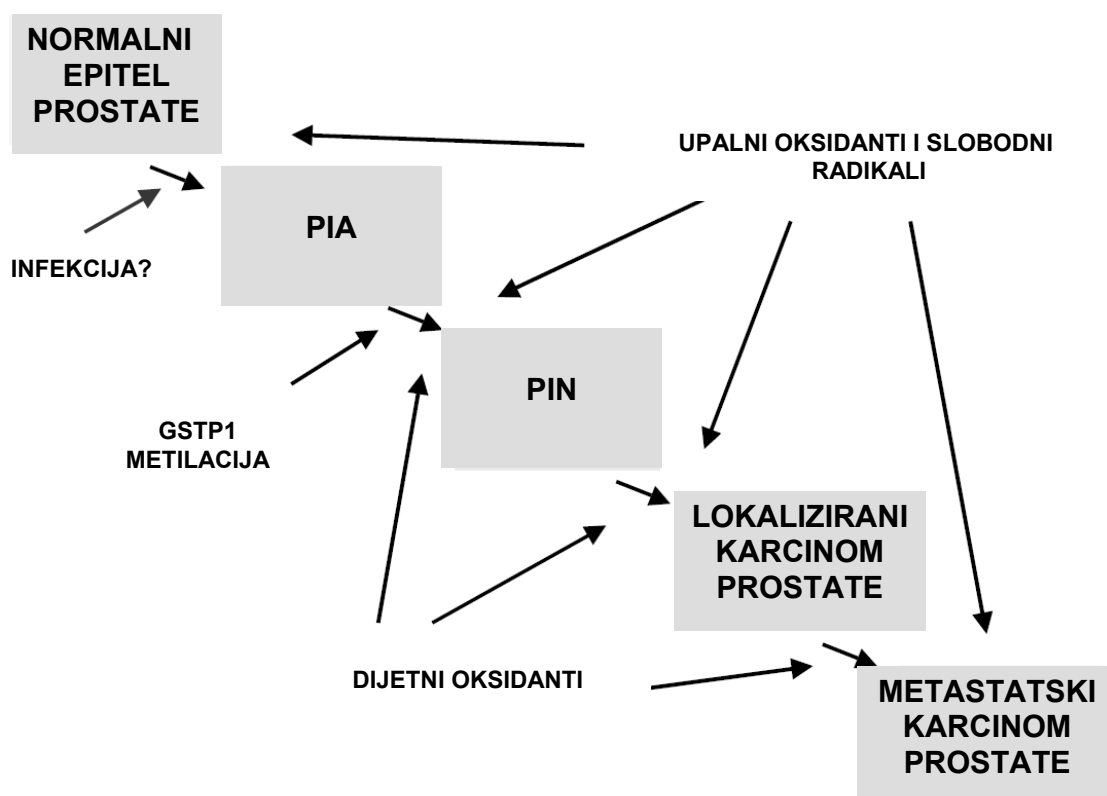 NORMALNI
EPITEL
PROSTATE
UPALNI OKSIDANTI I SLOBODNI
RADIKALI
PIA
INFEKCIJA?
PIN
GSTP1
METILACIJA
LOKALIZIRANI
KARCINOM
PROSTATE
DIJETNI OKSIDANTI
METASTATSKI
KARCINOM
PROSTATE